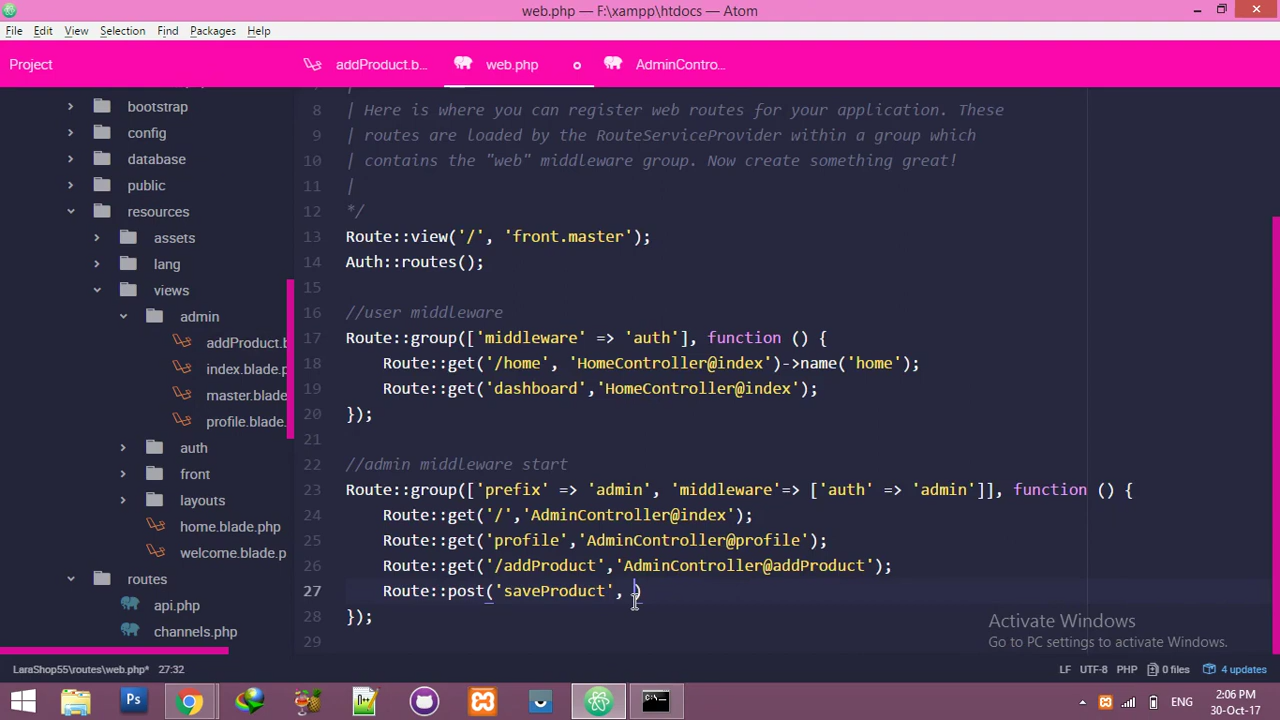 web.php — F:\xampp\htdocs — Atom
File Edit View Selection Find Packages Help
Project
addProduct.b...
web.php
AdminContro...
bootstrap
config
database
public
resources
assets
lang
views
admin
addProduct.b
index.blade.p
master.blade
profile.blade.
auth
front
layouts
home.blade.php
welcome.blade.p
routes
api.php
channels.php
8 | Here is where you can register web routes for your application. These
9 | routes are loaded by the RouteServiceProvider within a group which
10 | contains the "web" middleware group. Now create something great!
11 |
12 */
13 Route::view('/', 'front.master');
14 Auth::routes();
15
16 //user middleware
17 Route::group(['middleware' => 'auth'], function () {
18 Route::get('/home', 'HomeController@index')->name('home');
19 Route::get('dashboard','HomeController@index');
20 });
21
22 //admin middleware start
23 Route::group(['prefix' => 'admin', 'middleware'=> ['auth' => 'admin']], function () {
24 Route::get('/','AdminController@index');
25 Route::get('profile','AdminController@profile');
26 Route::get('/addProduct','AdminController@addProduct');
27 Route::post('saveProduct', )
28 });
29
Activate Windows
Go to PC settings to activate Windows.
LaraShop55\routes\web.php* 27:32
LF UTF-8 PHP 0 files 4 updates
Ps
ENG
2:06 PM
30-Oct-17